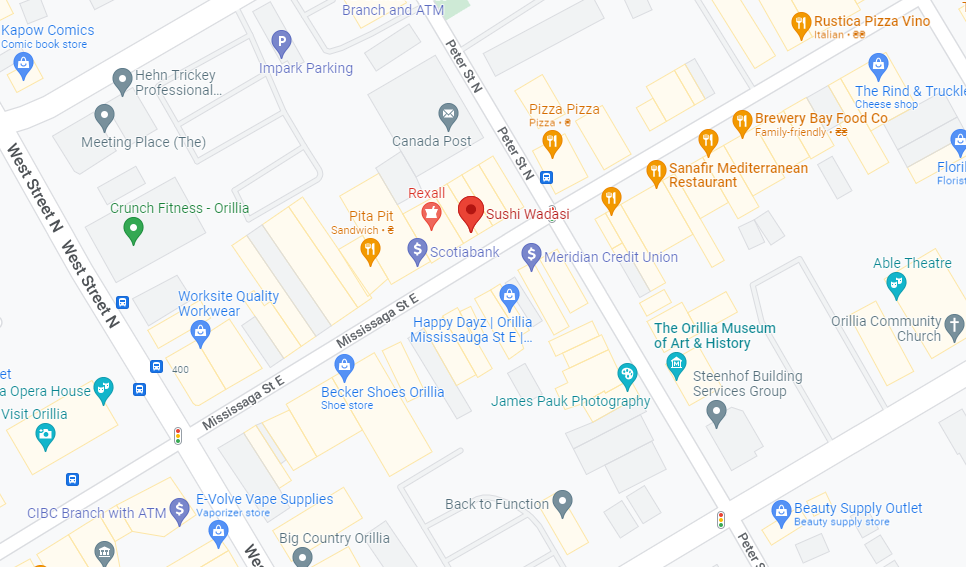 Branch and ATM
Kapow Comics
Comic book store
Rustica Pizza Vino
Italian • ₴₴
P
Impark Parking
Peter St N
Hehn Trickey
Professional...
The Rind & Truckle
Cheese shop
Meeting Place (The)
Canada Post
Pizza Pizza
Pizza • ₴
Peter St N
Brewery Bay Food Co
Family-friendly • ₴₴
West Street N
Sanafir Mediterranean
Restaurant
Floril
Florist
Crunch Fitness - Orillia
Rexall
Pita Pit
Sandwich • ₴
Sushi Wadasi
$
Scotiabank
$
Meridian Credit Union
West Street N
Able Theatre
Worksite Quality
Workwear
Mississaga St E
Happy Dayz | Orillia
Mississauga St E |...
Orillia Community
Church
The Orillia Museum
of Art & History
400
et
a Opera House
Becker Shoes Orillia
Shoe store
Steenhof Building
Services Group
Mississaga St E
James Pauk Photography
Visit Orillia
CIBC Branch with ATM
$
E-Volve Vape Supplies
Vaporizer store
Back to Function
Beauty Supply Outlet
Beauty supply store
Big Country Orillia
Wes
Peter S